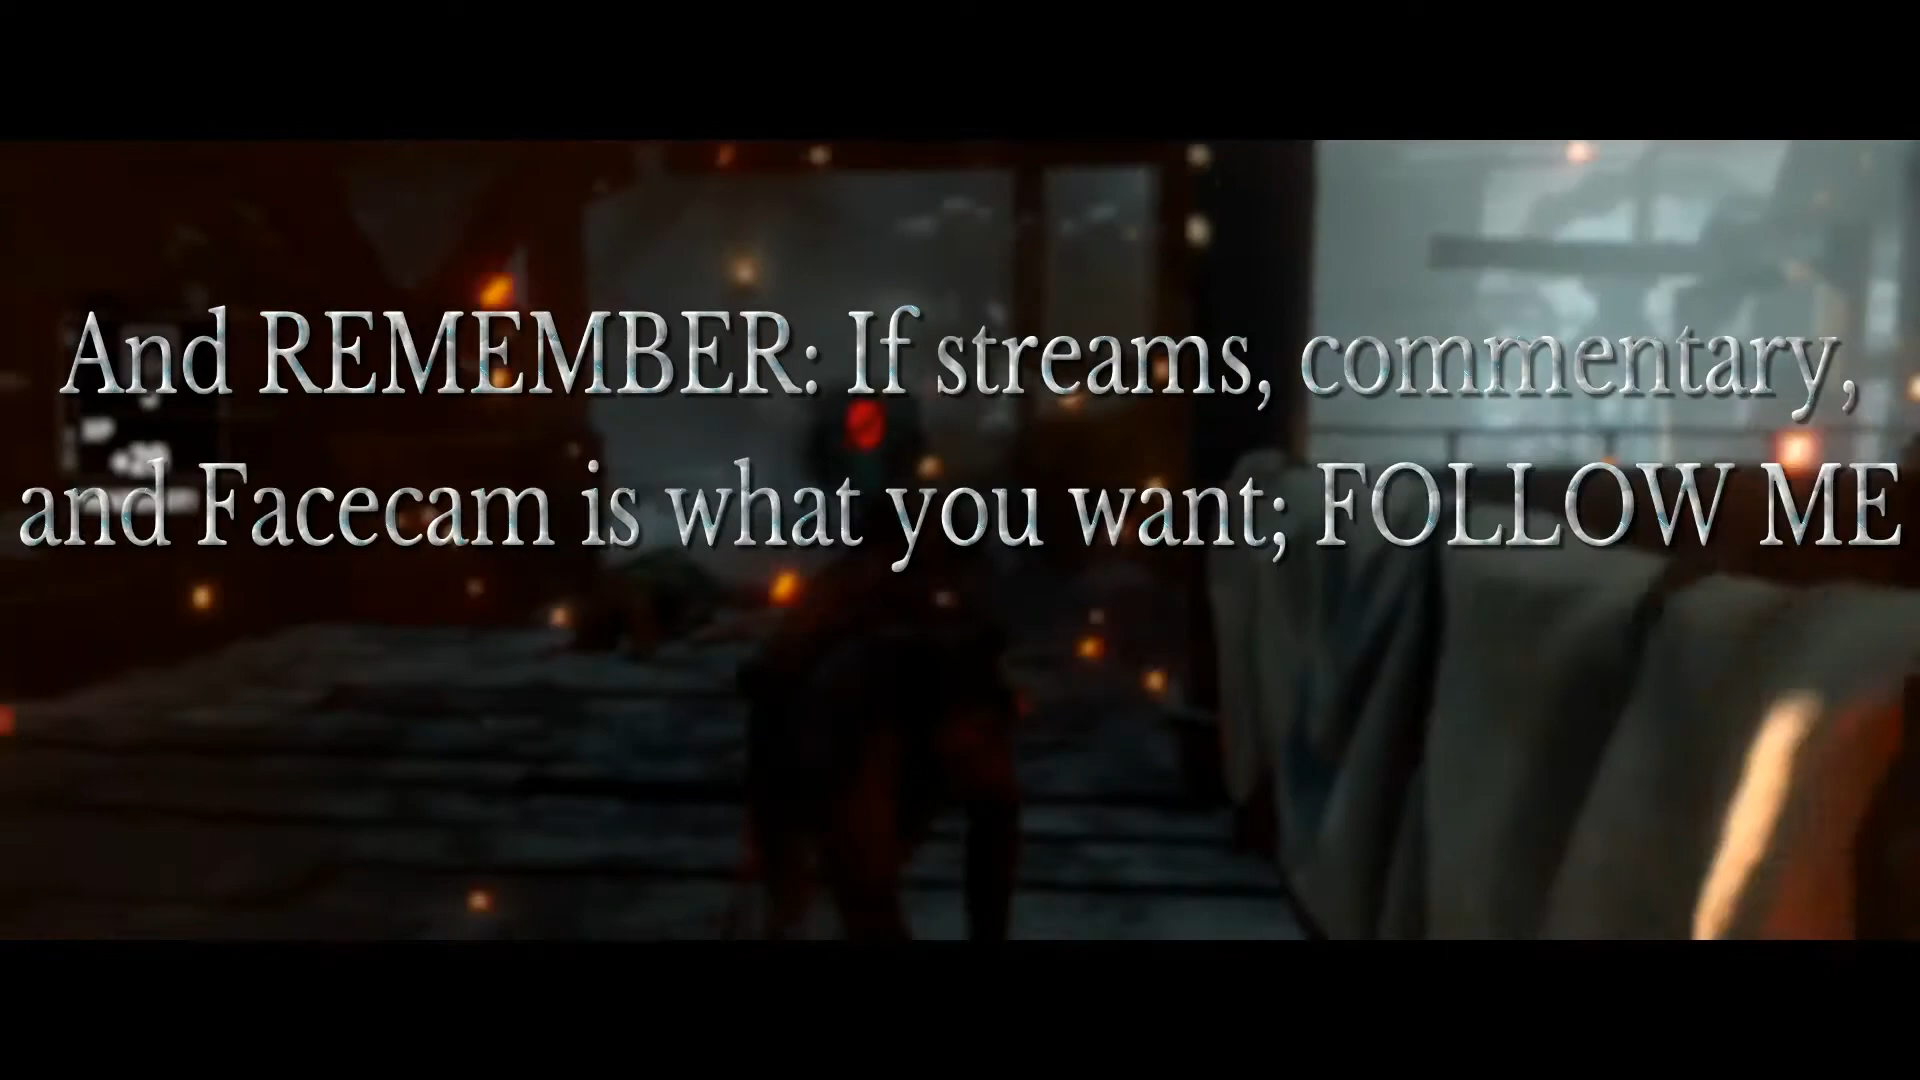 And REMEMBER: If streams, commentary,
and Facecam is what you want; FOLLOW ME